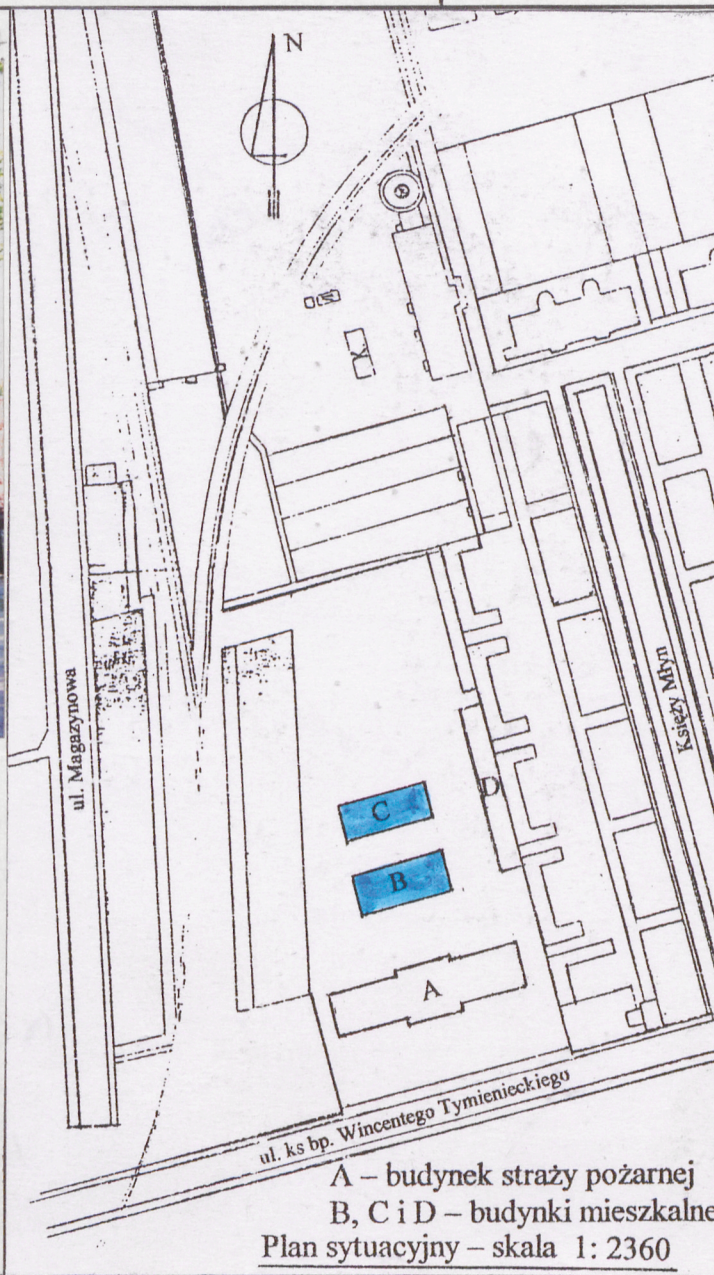 N
K
ul. Magazynowa
Księży Młyn
C
D
B
A
ul. ks bp. Wincentego Tymienieckiego
A – budynek straży pożarnej
B, C i D – budynki mieszkalne
Plan sytuacyjny – skala 1: 2360